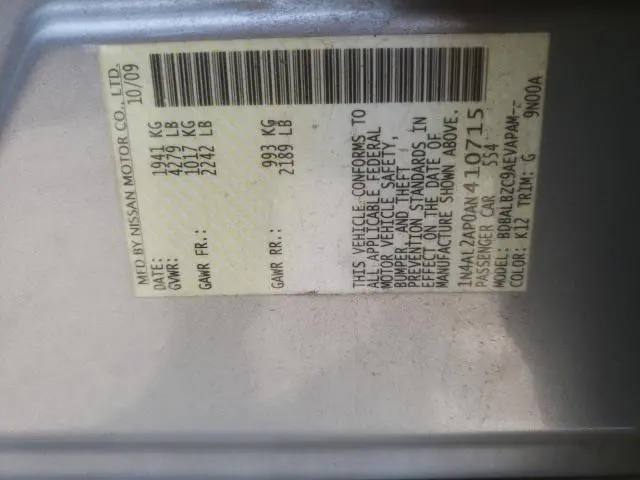 MFD BY NISSAN MOTOR CO., LTD.
DATE: 10/09
GVWR: 1941 KG
4279 LB
GAWR FR.: 1017 KG
2242 LB
GAWR RR.: 993 KG
2189 LB
THIS VEHICLE CONFORMS TO
ALL APPLICABLE FEDERAL
MOTOR VEHICLE SAFETY,
BUMPER, AND THEFT
PREVENTION STANDARDS IN
EFFECT ON THE DATE OF
MANUFACTURE SHOWN ABOVE.
1N4AL2AP0AN410715
PASSENGER CAR 554
MODEL: BDBALBZC9AEVAPAM--
COLOR: K12 TRIM: G 9N00A